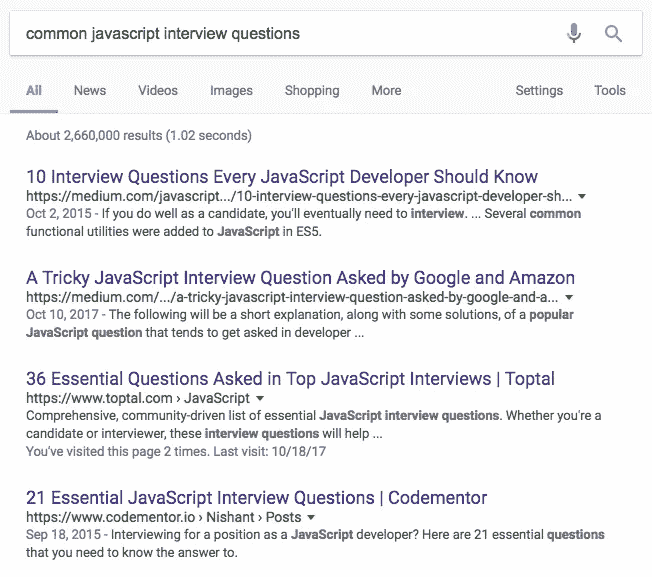 common javascript interview questions
All News Videos Images Shopping More Settings Tools
About 2,660,000 results (1.02 seconds)
10 Interview Questions Every JavaScript Developer Should Know
https://medium.com/javascript.../10-interview-questions-every-javascript-developer-sh...
Oct 2, 2015 - If you do well as a candidate, you'll eventually need to interview. ... Several common
functional utilities were added to JavaScript in ES5.
A Tricky JavaScript Interview Question Asked by Google and Amazon
https://medium.com/.../a-tricky-javascript-interview-question-asked-by-google-and-a...
Oct 10, 2017 - The following will be a short explanation, along with some solutions, of a popular
JavaScript question that tends to get asked in developer ...
36 Essential Questions Asked in Top JavaScript Interviews | Toptal
https://www.toptal.com › JavaScript
Comprehensive, community-driven list of essential JavaScript interview questions. Whether you're a
candidate or interviewer, these interview questions will help ...
You've visited this page 2 times. Last visit: 10/18/17
21 Essential JavaScript Interview Questions | Codementor
https://www.codementor.io › Nishant › Posts
Sep 18, 2015 - Interviewing for a position as a JavaScript developer? Here are 21 essential questions
that you need to know the answer to.